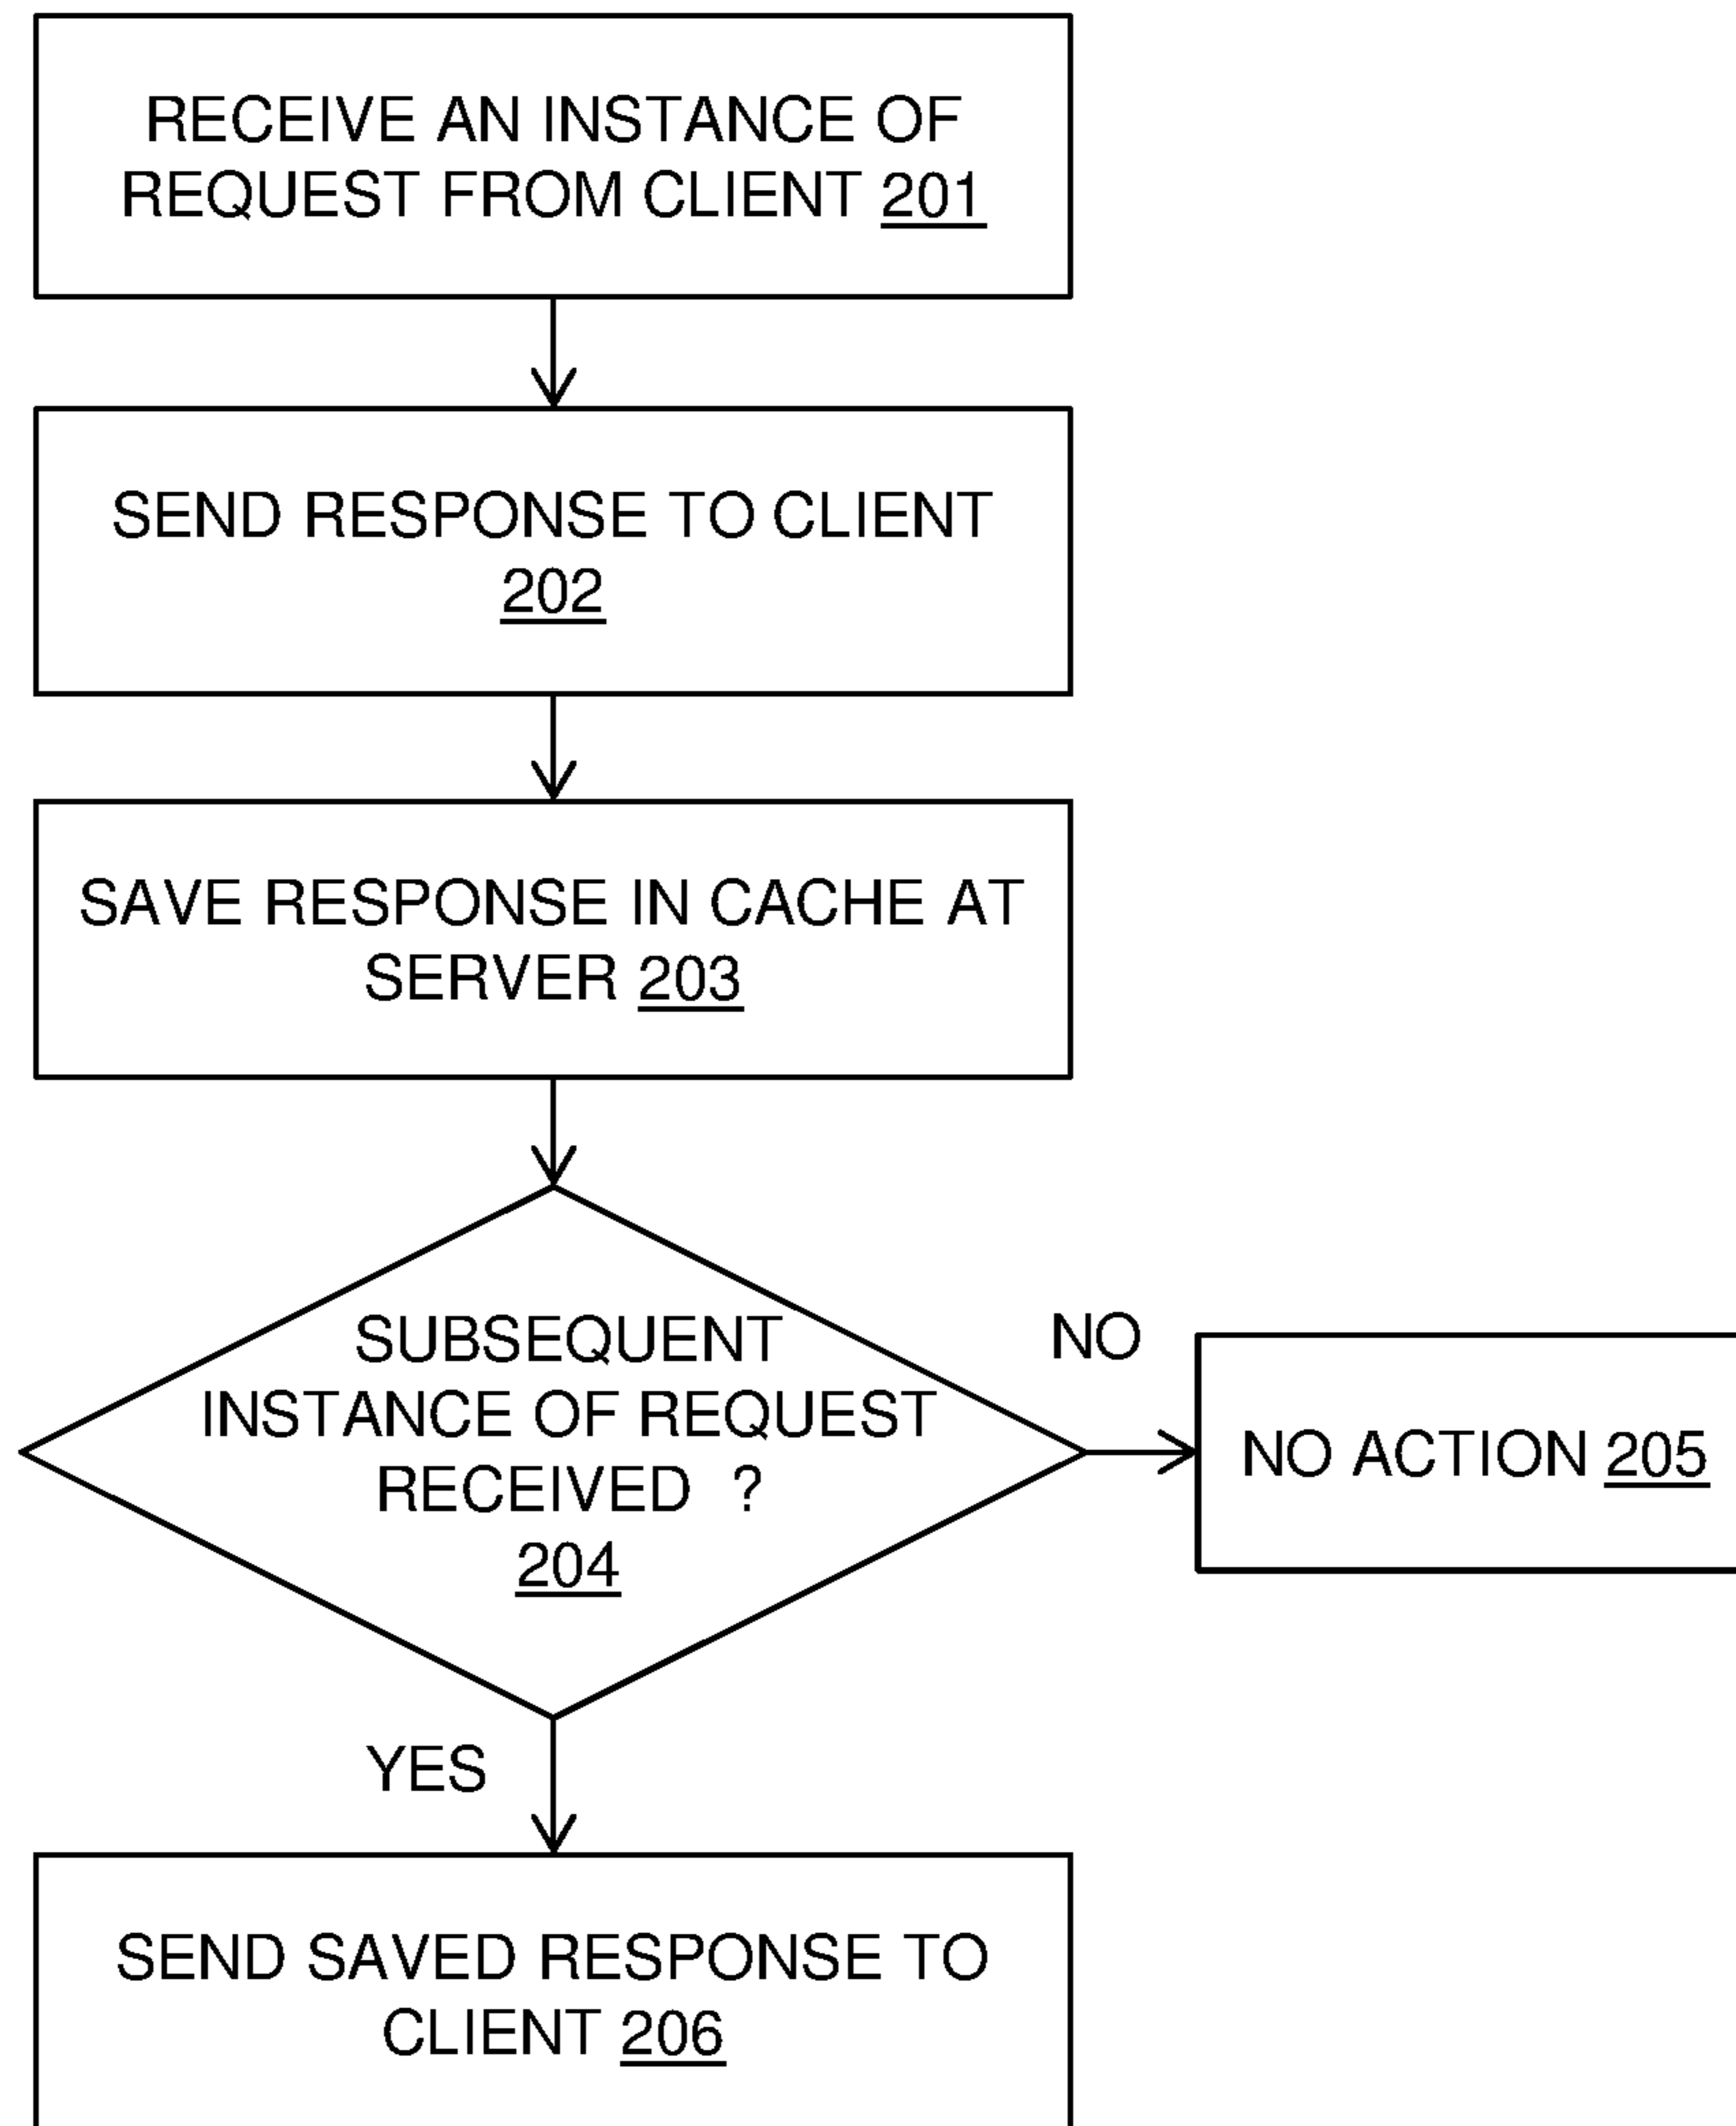 RECEIVE AN INSTANCE OF
REQUEST FROM CLIENT 201
SEND RESPONSE TO CLIENT
202
SAVE RESPONSE IN CACHE AT
SERVER 203
SUBSEQUENT
INSTANCE OF REQUEST
RECEIVED ?
204
NO
NO ACTION 205
YES
SEND SAVED RESPONSE TO
CLIENT 206